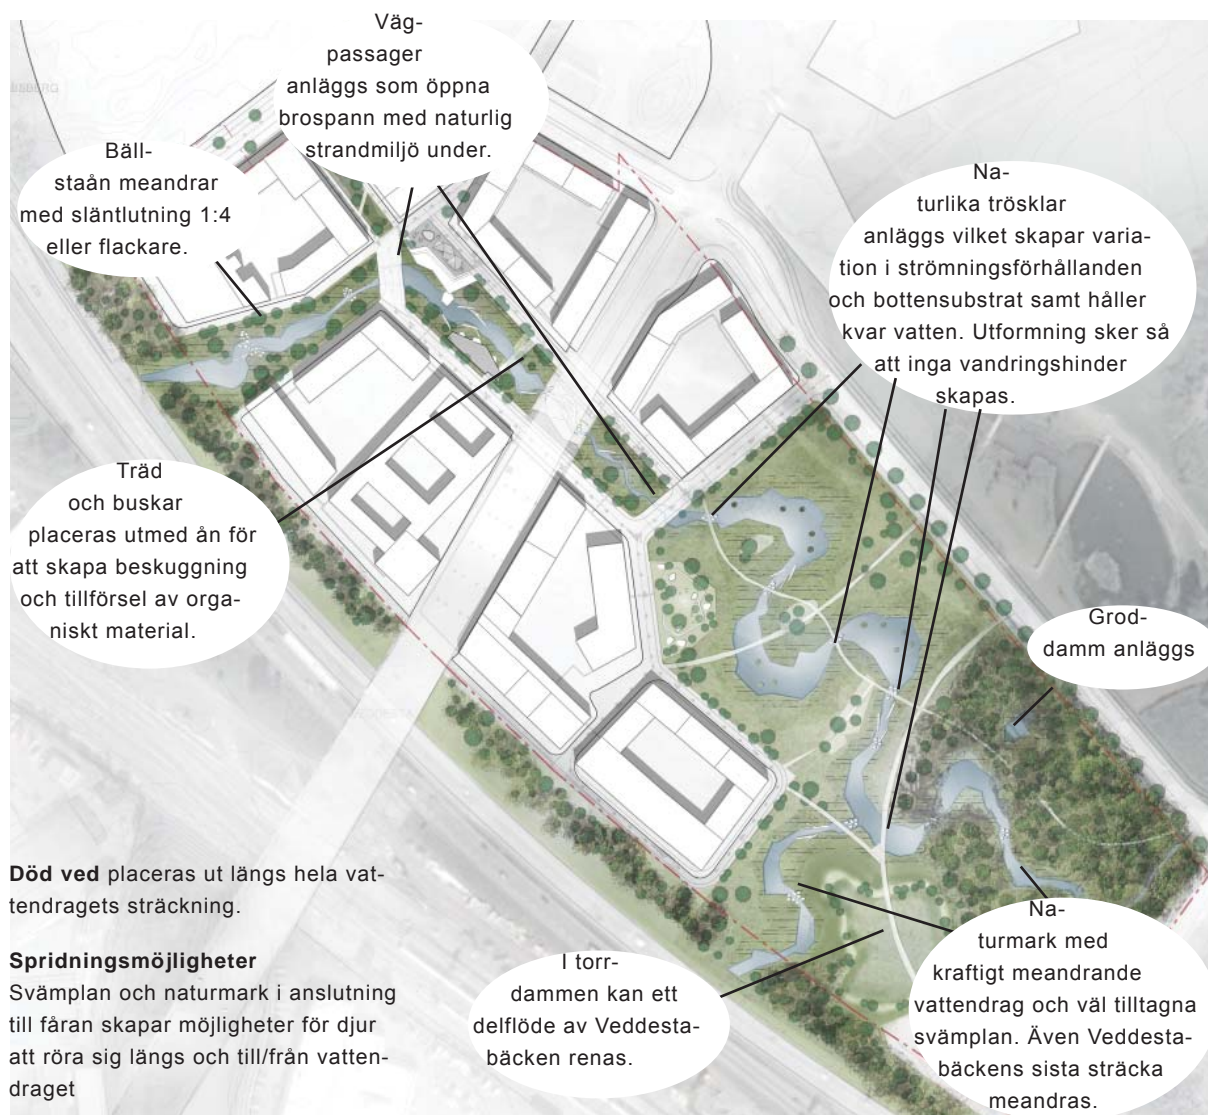 Väg-
passager
anläggs som öppna
brospann med naturlig
strandmiljö under.
Bäll-
staån meandrar
med släntlutning 1:4
eller flackare.
Na-
turlika trösklar
anläggs vilket skapar varia-
tion i strömningsförhållanden
och bottensubstrat samt håller
kvar vatten. Utformning sker så
att inga vandringshinder
skapas.
Träd
och buskar
placeras utmed ån för
att skapa beskuggning
och tillförsel av orga-
niskt material.
Grod-
damm anläggs
Död ved placeras ut längs hela vat-
tendragets sträckning.
Spridningsmöjligheter
Svämplan och naturmark i anslutning
till fåran skapar möjligheter för djur
att röra sig längs och till/från vatten-
draget
I torr-
dammen kan ett
delflöde av Veddesta-
bäcken renas.
Na-
turmark med
kraftigt meandrande
vattendrag och väl tilltagna
svämplan. Även Veddesta-
bäckens sista sträcka
meandras.